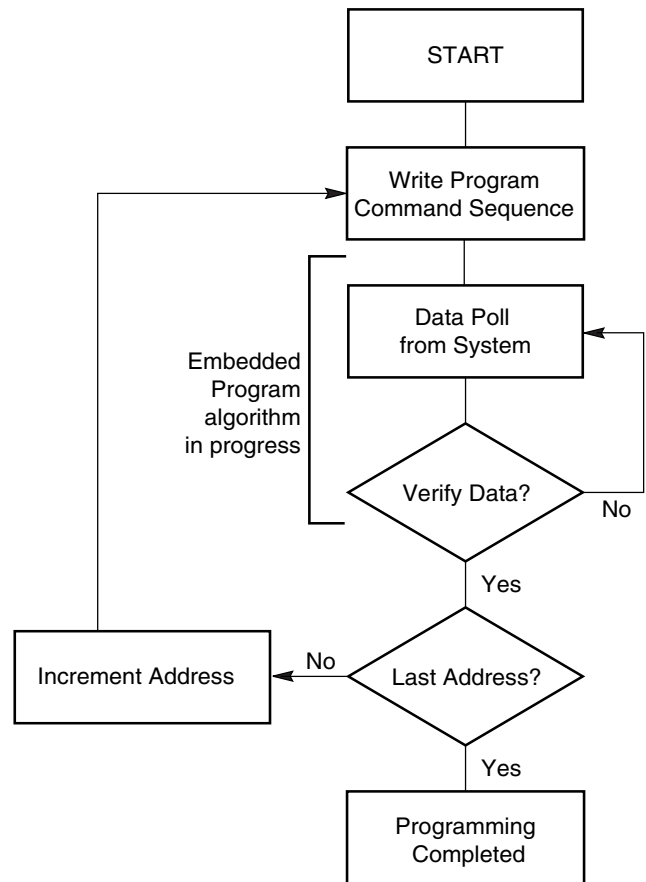 START
Write Program
Command Sequence
Data Poll
from System
Embedded
Program
algorithm
in progress
Verify Data?
No
Yes
Last Address?
No
Increment Address
Yes
Programming
Completed